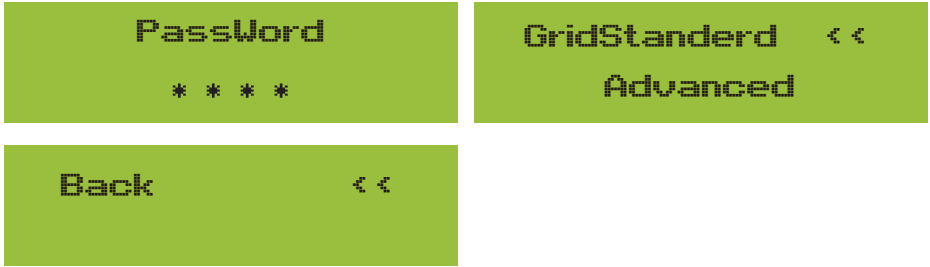 PassWord
* * * *
GridStanderd <<
Advanced
Back <<